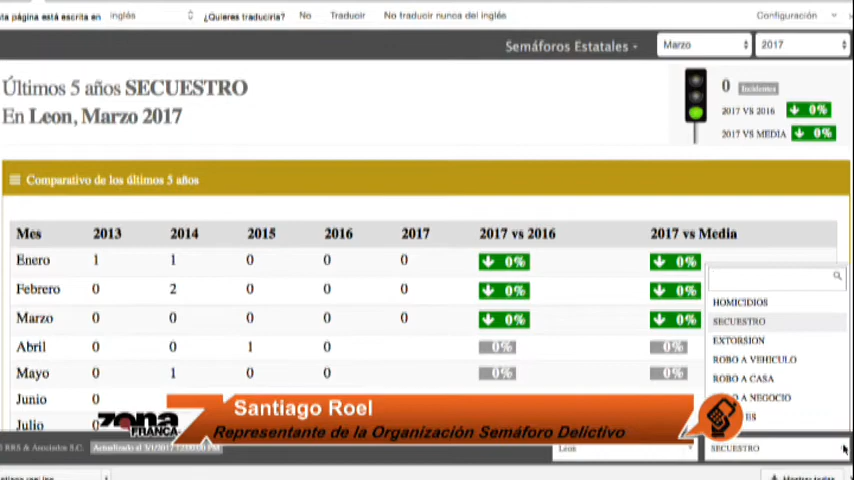 ta página está escrita en inglés ¿Quieres traducirla? No Traducir No traducir nunca del inglés Configuración
Semáforos Estatales Marzo 2017
Últimos 5 años SECUESTRO
En Leon, Marzo 2017
0 Incidentes
2017 VS 2016 0%
2017 VS MEDIA 0%
Comparativo de los últimos 5 años
Mes 2013 2014 2015 2016 2017 2017 vs 2016 2017 vs Media
Enero 1 1 0 0 0 0% 0%
Febrero 0 2 0 0 0 0% 0%
Marzo 0 0 0 0 0 0% 0%
Abril 0 0 1 0 0% 0%
Mayo 0 1 0 0 0% 0%
Junio 0
Julio
HOMICIDIOS
SECUESTRO
EXTORSION
ROBO A VEHICULO
ROBO A CASA
A NEGOCIO
zona
FRANCA
Santiago Roel
Representante de la Organización Semáforo Delictivo
RRS & Asociados S.C. Actualizado el Leon SECUESTRO